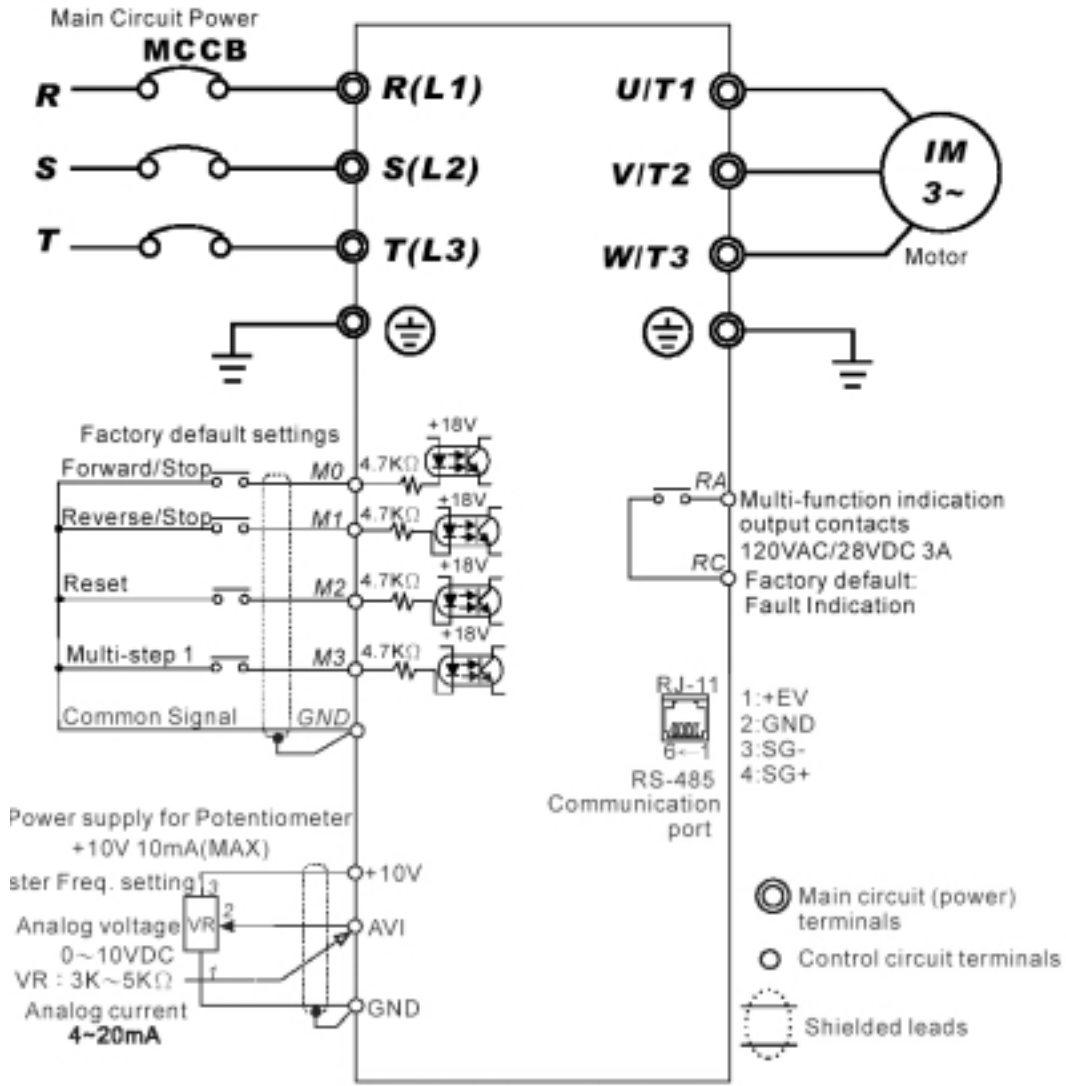 Main Circuit Power
MCCB
R
R(L1)
U/T1
S
S(L2)
V/T2
IM
3~
T
T(L3)
W/T3
Motor
Factory default settings
+18V
Forward/Stop
M0
4.7KΩ
+18V
Reverse/Stop
M1
4.7KΩ
+18V
Reset
M2
4.7KΩ
+18V
Multi-step 1
M3
4.7KΩ
Common Signal
GND
RA
Multi-function indication
output contacts
120VAC/28VDC 3A
RC
Factory default:
Fault Indication
RJ-11
6←1
1:+EV
2:GND
3:SG-
4:SG+
RS-485
Communication
port
Power supply for Potentiometer
+10V 10mA(MAX)
+10V
ster Freq. setting
3
Analog voltage
VR
2
AVI
0~10VDC
VR : 3K~5KΩ
1
Analog current
4~20mA
GND
Main circuit (power)
terminals
Control circuit terminals
Shielded leads